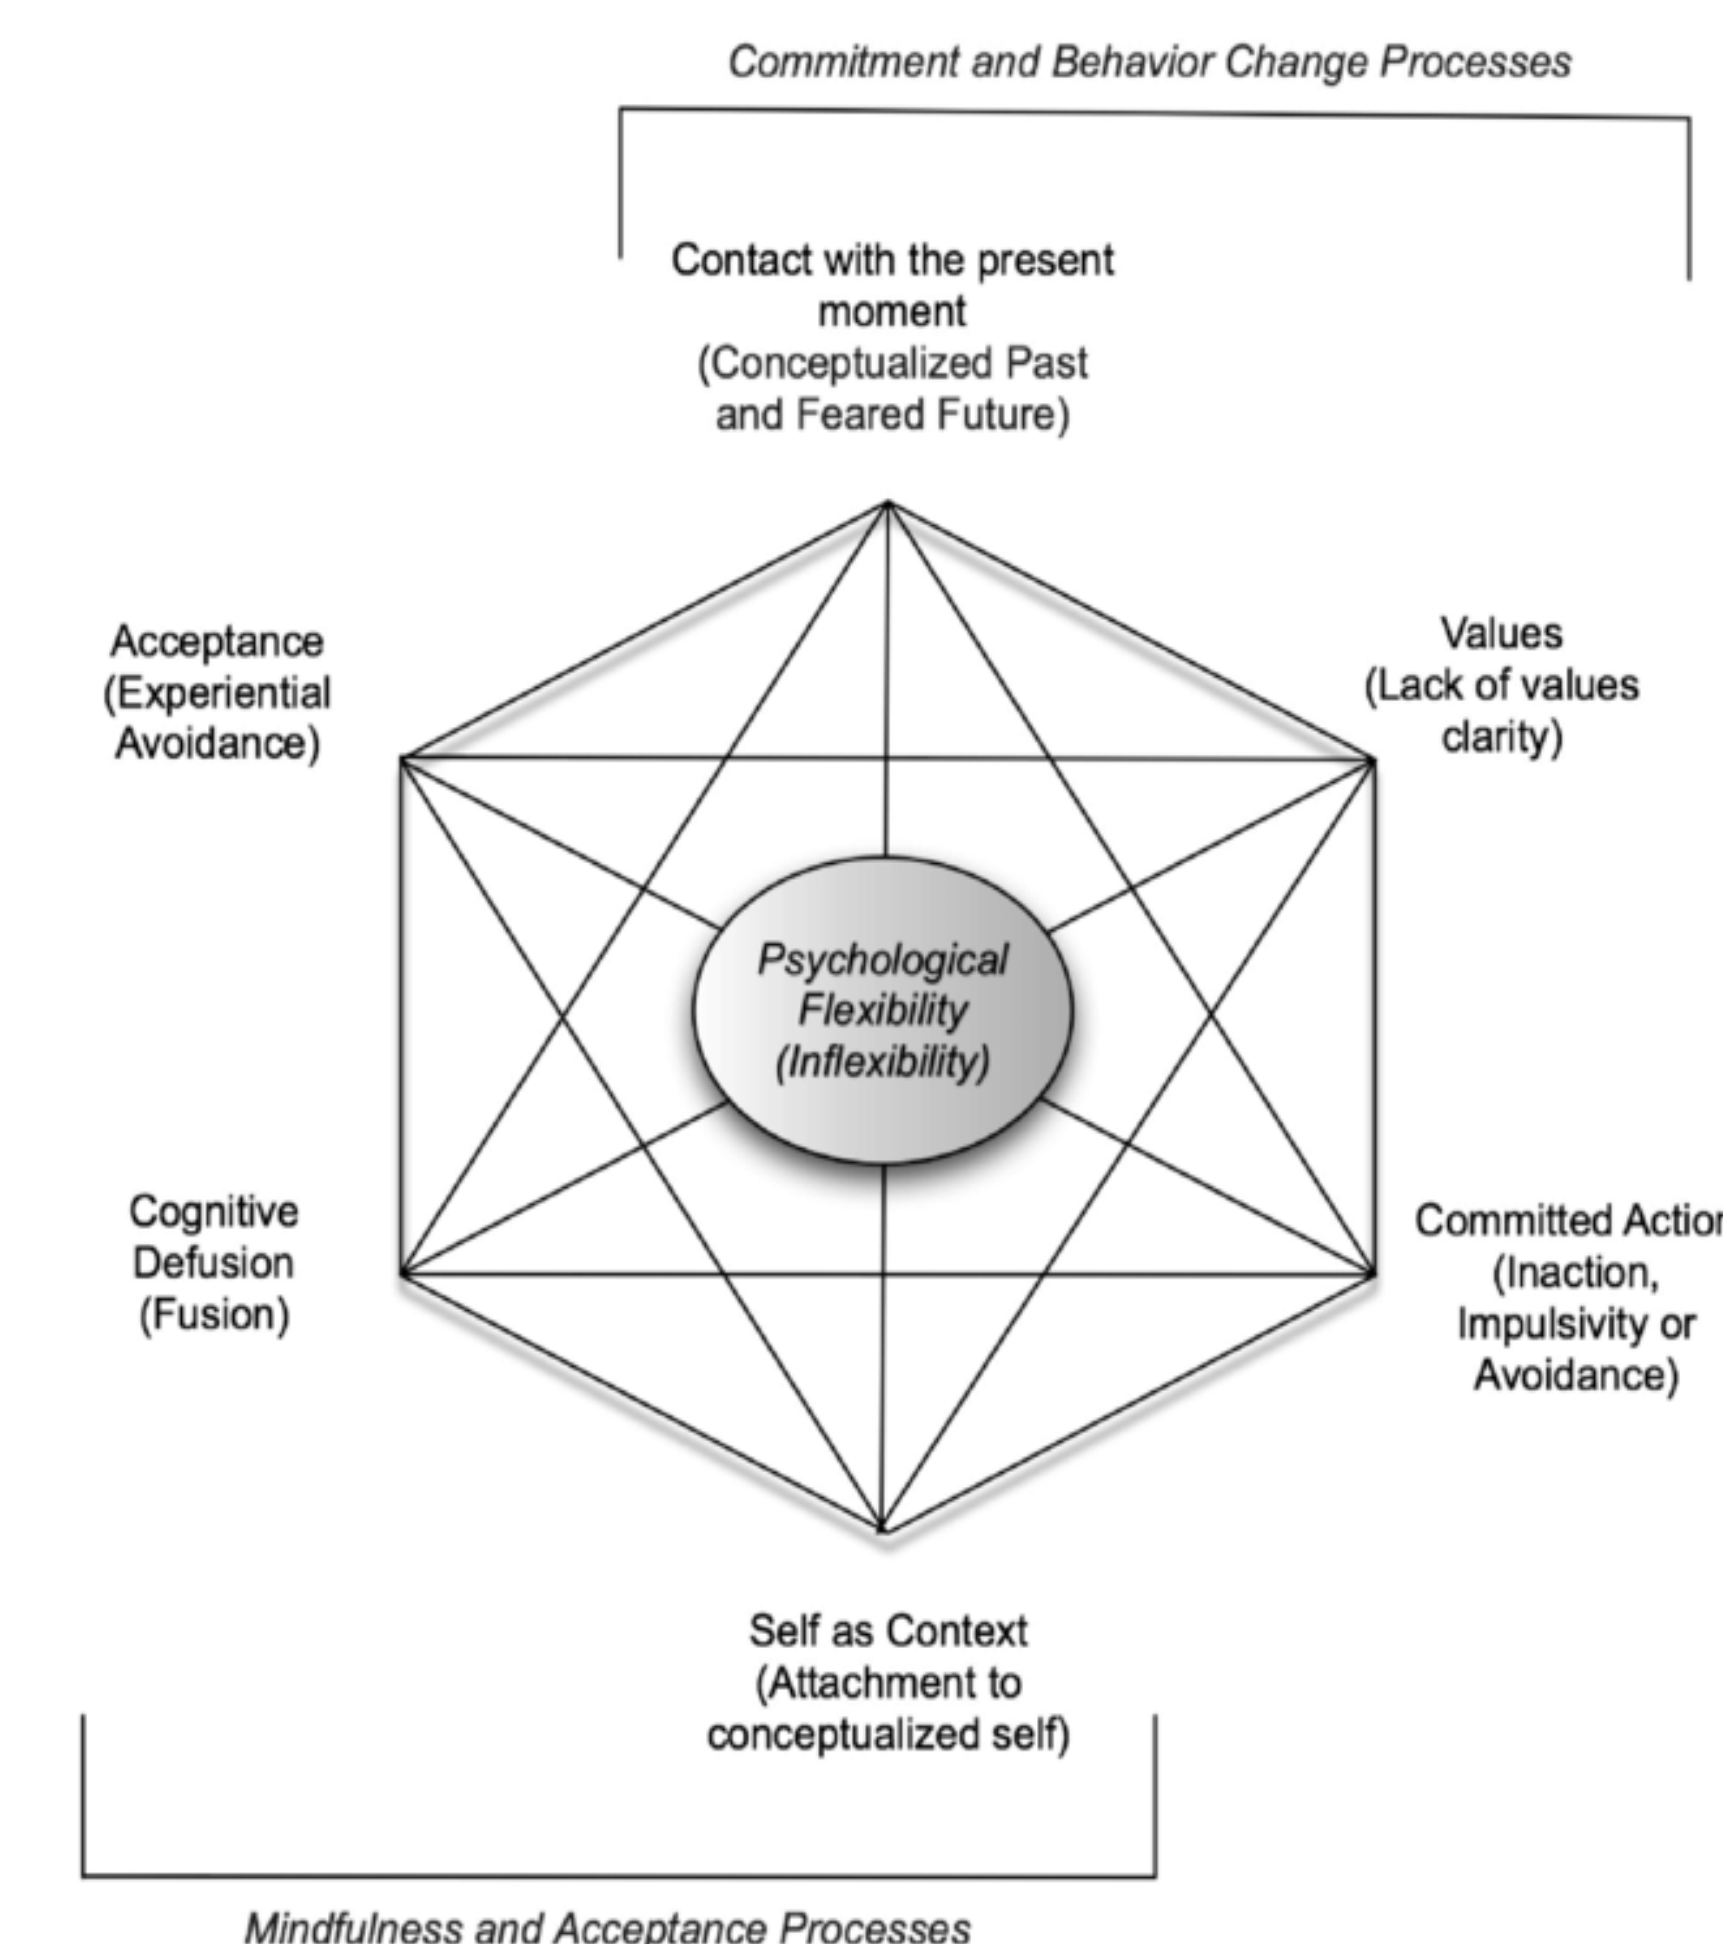 Commitment and Behavior Change Processes
Contact with the present
moment
(Conceptualized Past
and Feared Future)
Acceptance
(Experiential
Avoidance)
Values
(Lack of values
clarity)
Psychological
Flexibility
(Inflexibility)
Cognitive
Defusion
(Fusion)
Committed Action
(Inaction,
Impulsivity or
Avoidance)
Self as Context
(Attachment to
conceptualized self)
Mindfulness and Acceptance Processes